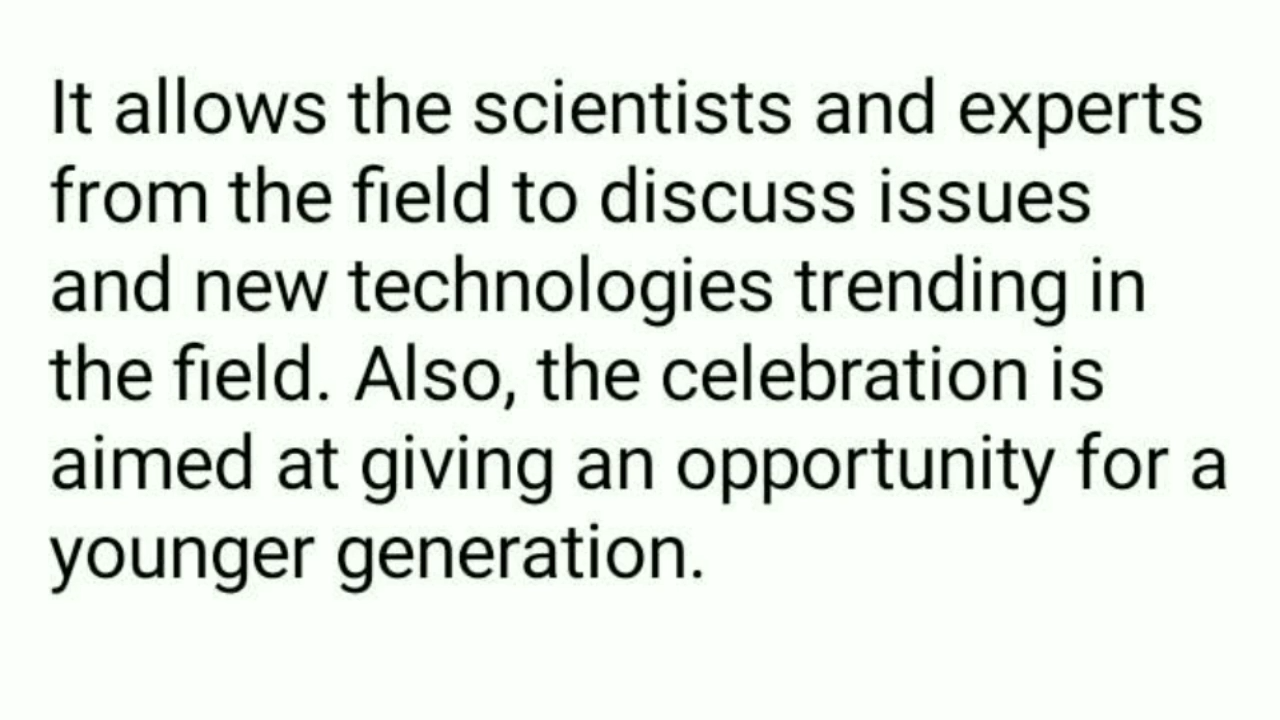 It allows the scientists and experts
from the field to discuss issues
and new technologies trending in
the field. Also, the celebration is
aimed at giving an opportunity for a
younger generation.